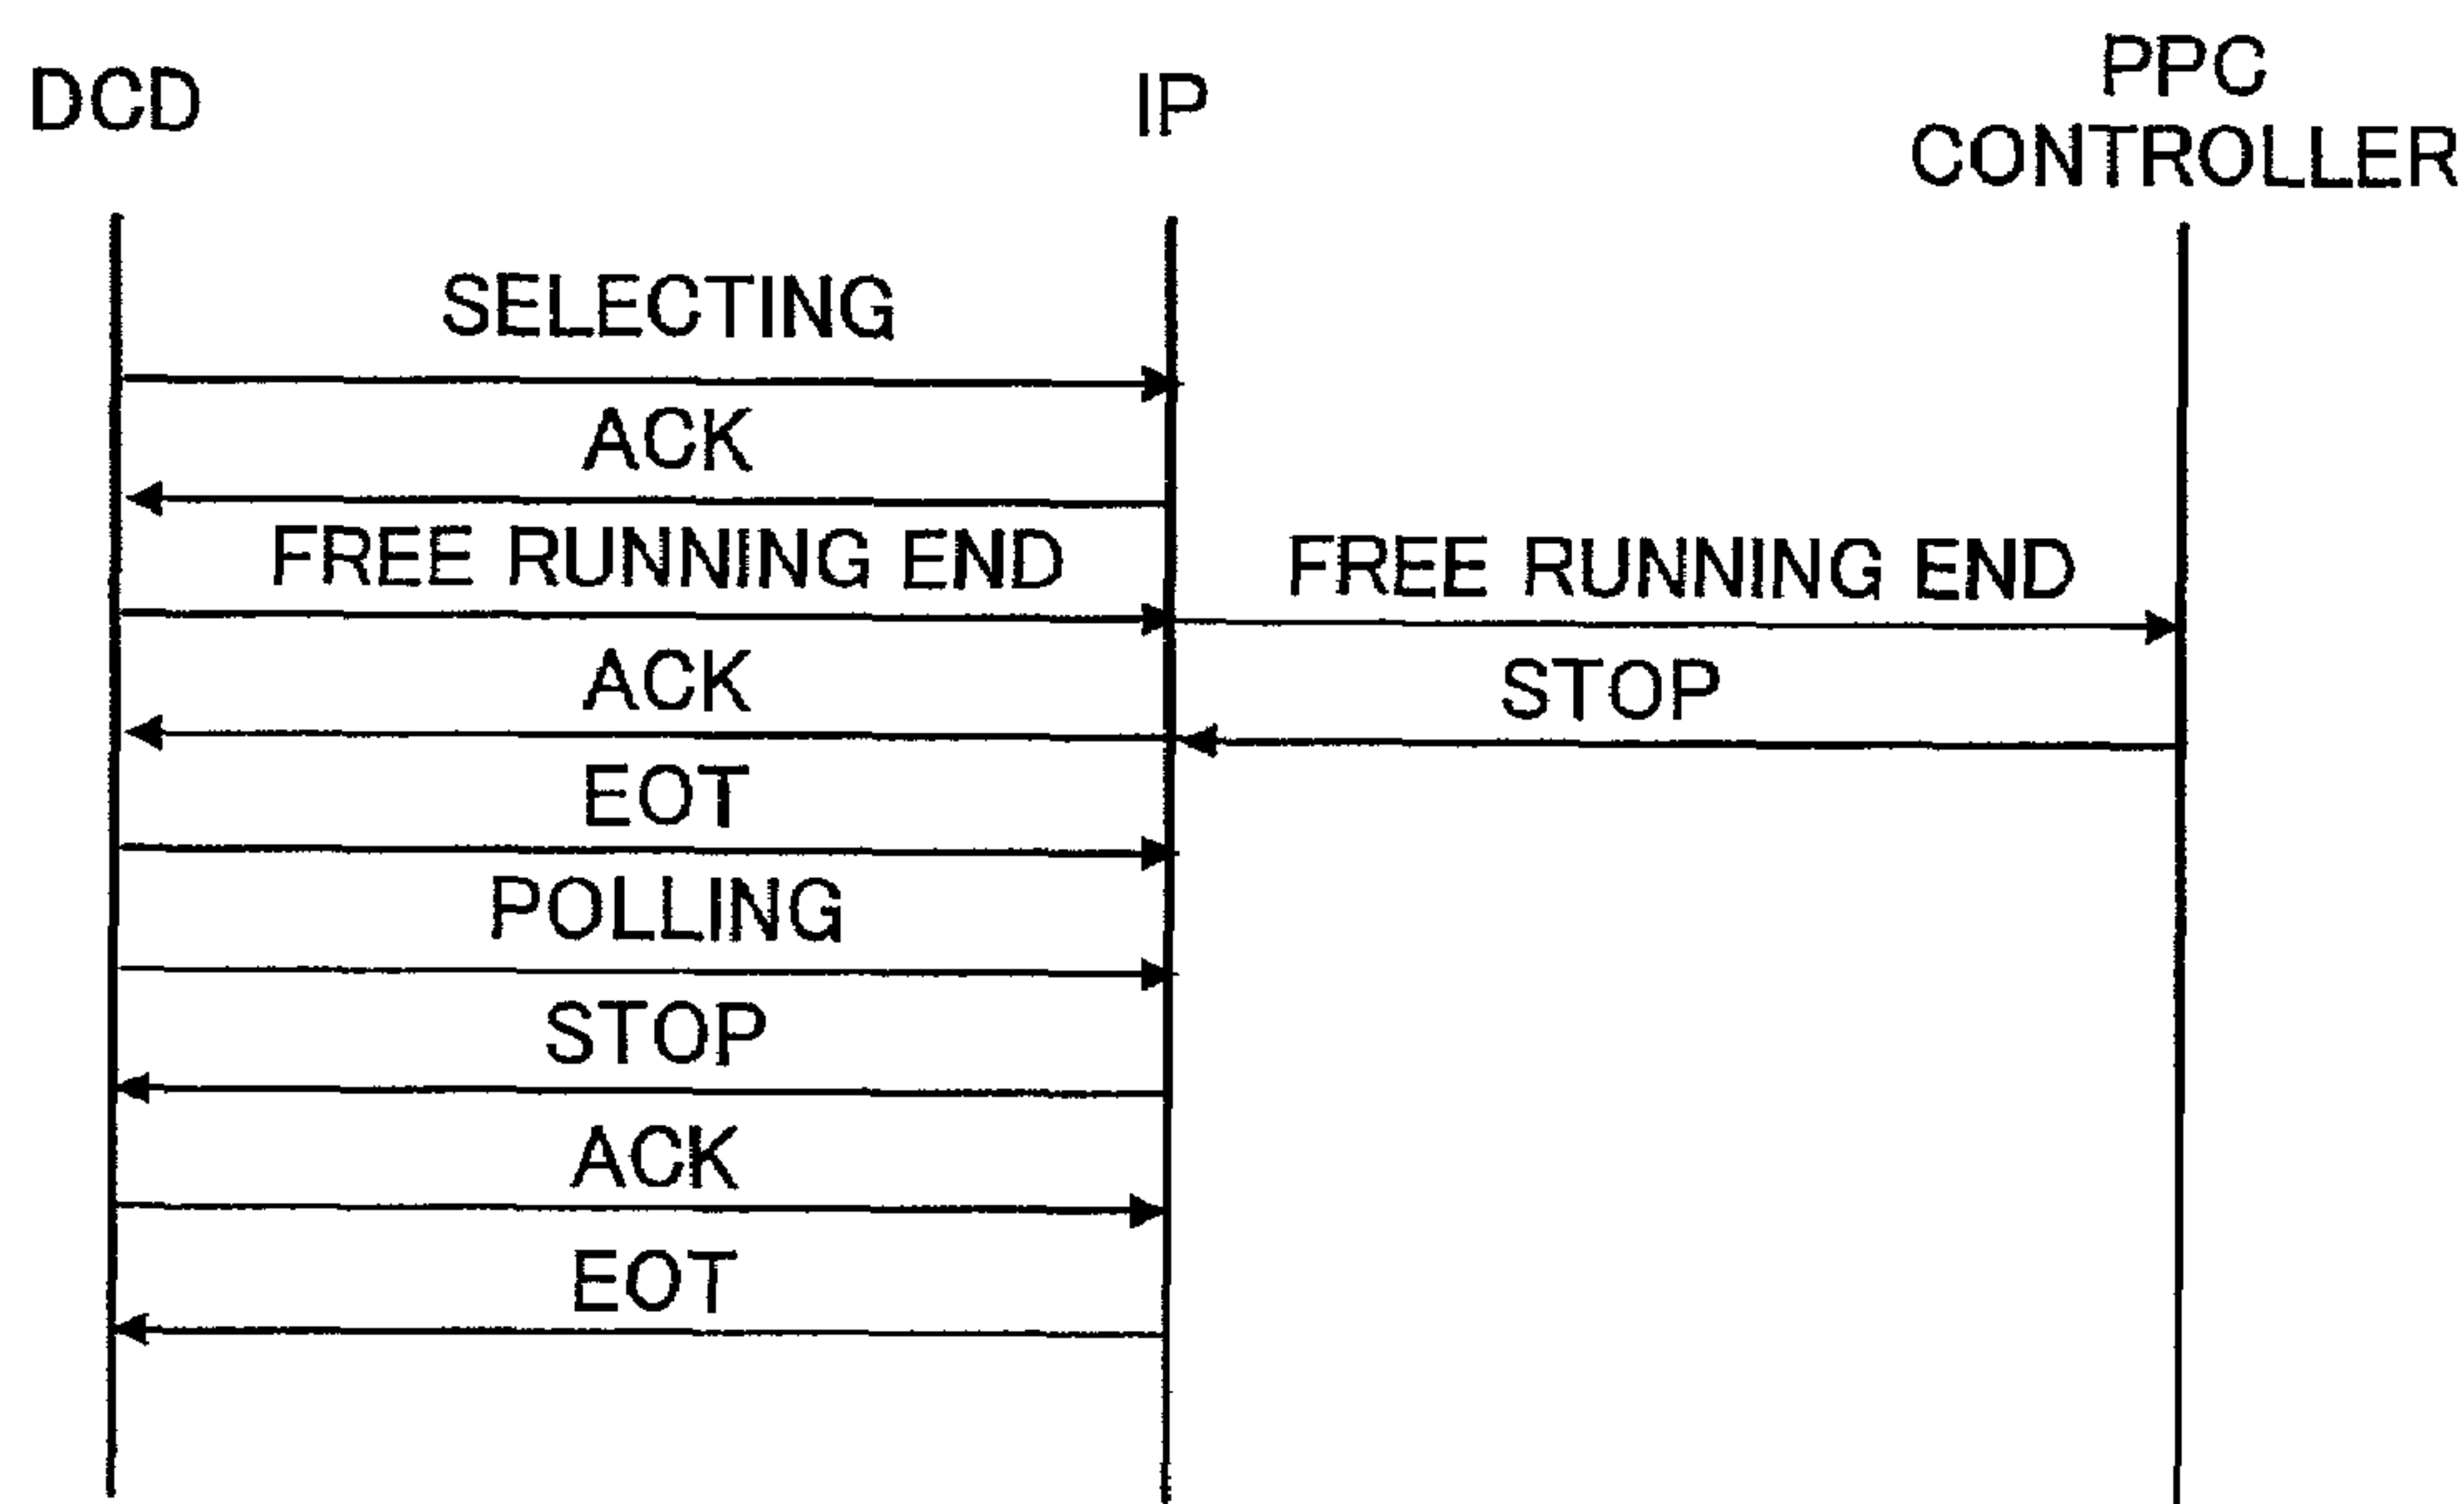 DCD
IP
PPC
CONTROLLER
SELECTING
ACK
FREE RUNNING END
FREE RUNNING END
ACK
STOP
EOT
POLLING
STOP
ACK
EOT